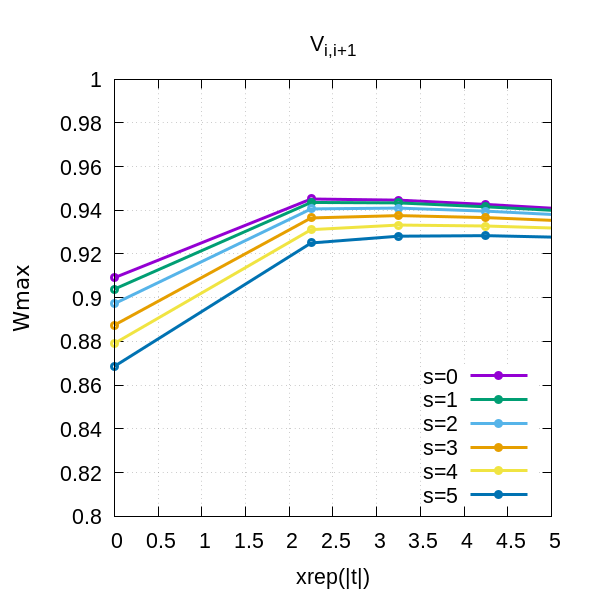 V_{i,i+1}
1
0.98
0.96
0.94
0.92
0.9
0.88
0.86
0.84
0.82
0.8
Wmax
s=0
s=1
s=2
s=3
s=4
s=5
0 0.5 1 1.5 2 2.5 3 3.5 4 4.5 5
xrep(|t|)